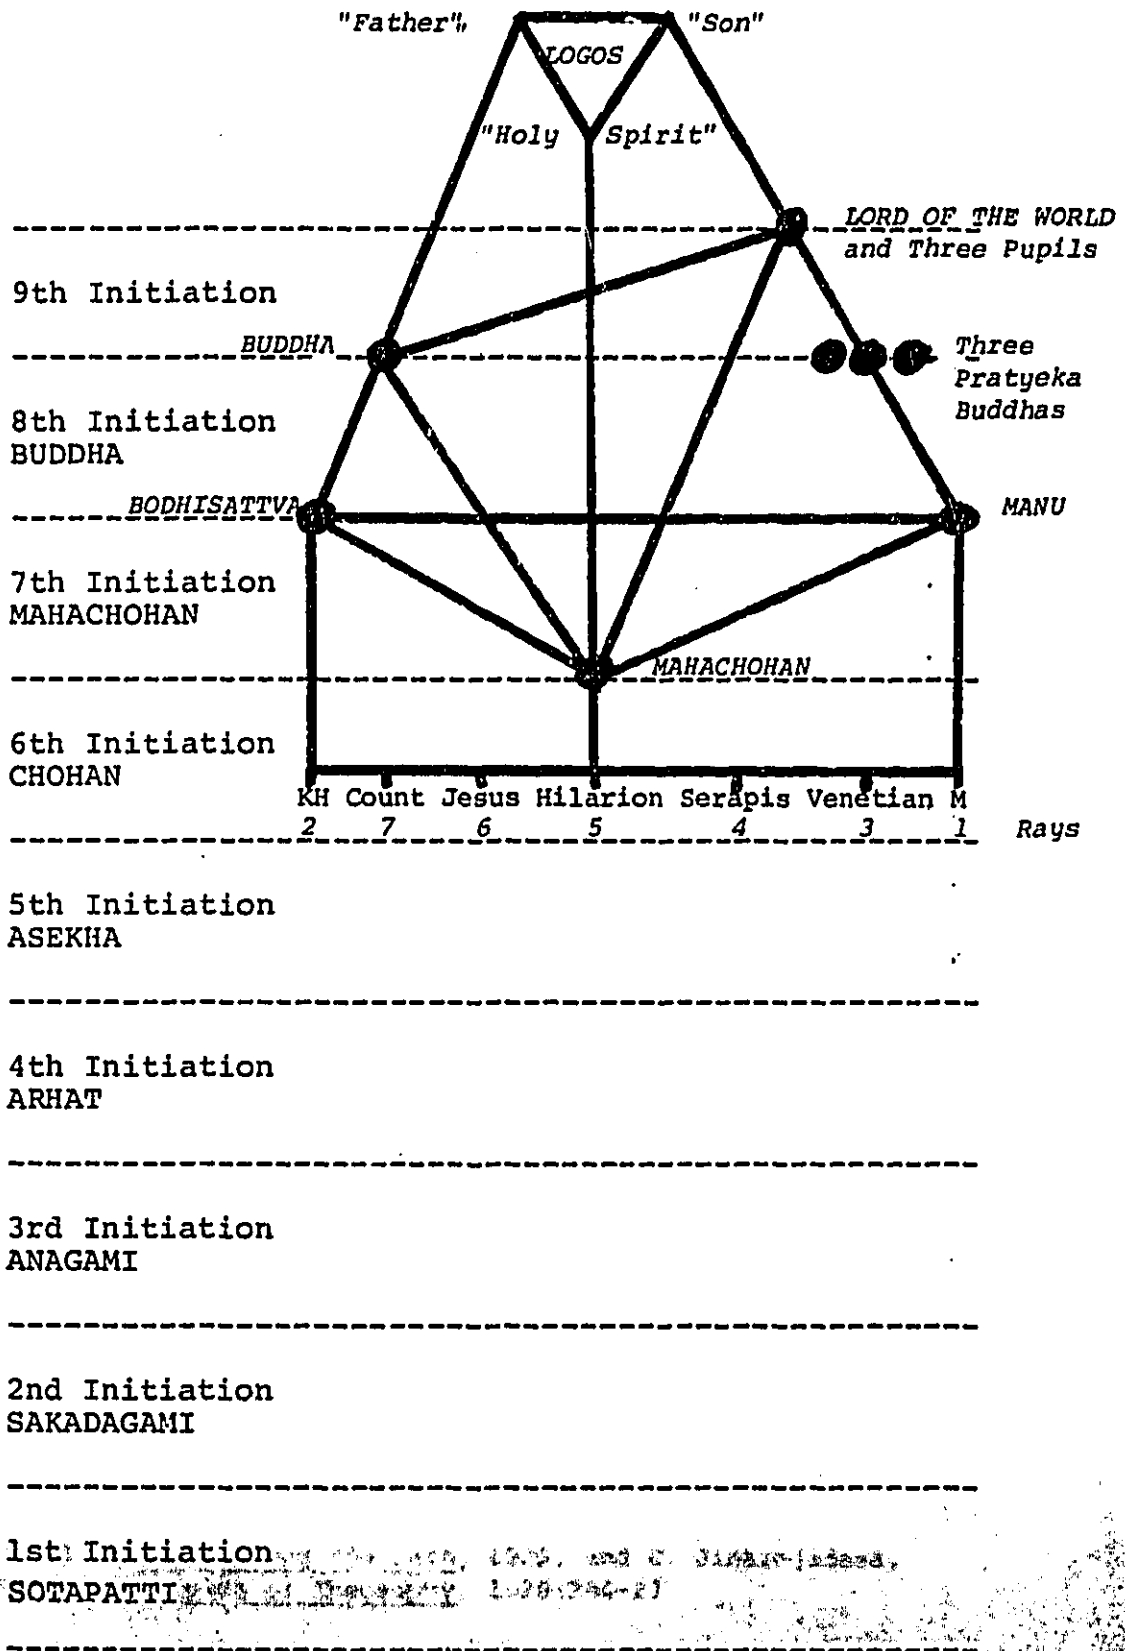 "Father" "Son"
LOGOS
"Holy Spirit"
LORD OF THE WORLD
and Three Pupils
9th Initiation
BUDDHA
Three
Pratyeka
Buddhas
8th Initiation
BUDDHA
BODHISATTVA
MANU
7th Initiation
MAHACHOHAN
MAHACHOHAN
6th Initiation
CHOHAN
KH Count Jesus Hilarion Serapis Venetian M
2 7 6 5 4 3 1 Rays
5th Initiation
ASEKHA
4th Initiation
ARHAT
3rd Initiation
ANAGAMI
2nd Initiation
SAKADAGAMI
1st Initiation
and C.
SOTAPATTI